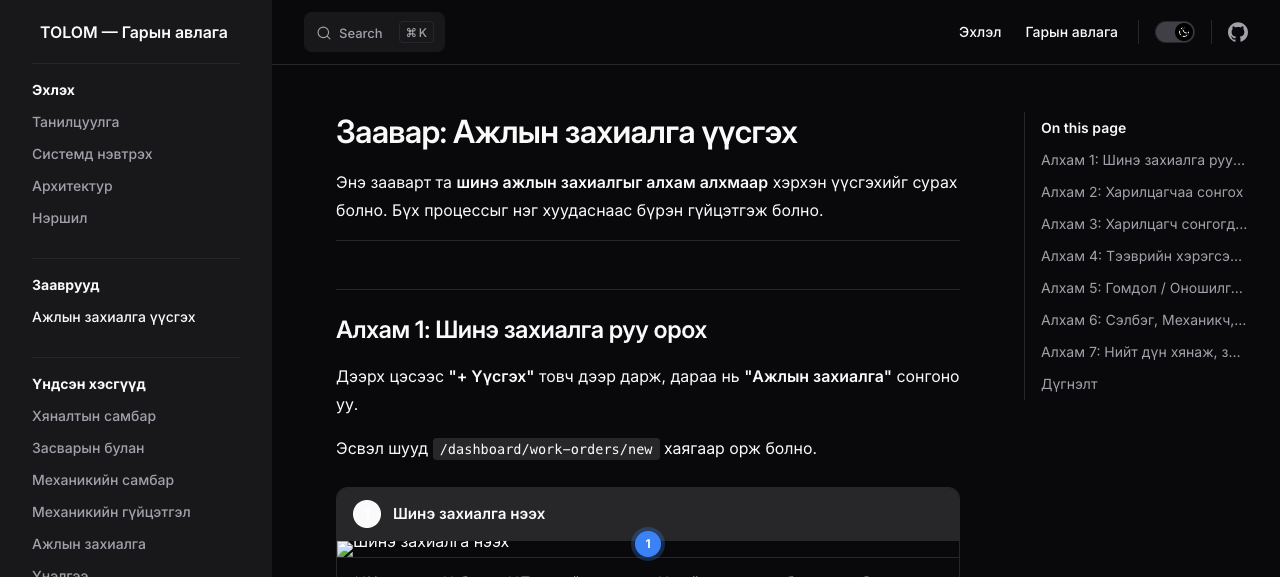 TOLOM — Гарын авлага
Эхлэх
Танилцуулга
Системд нэвтрэх
Архитектур
Нэршил
Зааврууд
Ажлын захиалга үүсгэх
Үндсэн хэсгүүд
Хяналтын самбар
Засварын булан
Механикийн самбар
Механикийн гүйцэтгэл
Ажлын захиалга
Search ⌘ K
Эхлэл
Гарын авлага
Заавар: Ажлын захиалга үүсгэх
Энэ зааварт та шинэ ажлын захиалгыг алхам алхмаар хэрхэн үүсгэхийг сурах
болно. Бүх процессыг нэг хуудаснаас бүрэн гүйцэтгэж болно.
Алхам 1: Шинэ захиалга руу орох
Дээрх цэсээс "+ Үүсгэх" товч дээр дарж, дараа нь "Ажлын захиалга" сонгоно
уу.
Эсвэл шууд /dashboard/work-orders/new хаягаар орж болно.
Шинэ захиалга нээх
Шинэ захиалга нээх
1
On this page
Алхам 1: Шинэ захиалга руу...
Алхам 2: Харилцагчаа сонгох
Алхам 3: Харилцагч сонгогд...
Алхам 4: Тээврийн хэрэгсэ...
Алхам 5: Гомдол / Оношилг...
Алхам 6: Сэлбэг, Механикч,...
Алхам 7: Нийт дүн хянаж, з...
Дүгнэлт